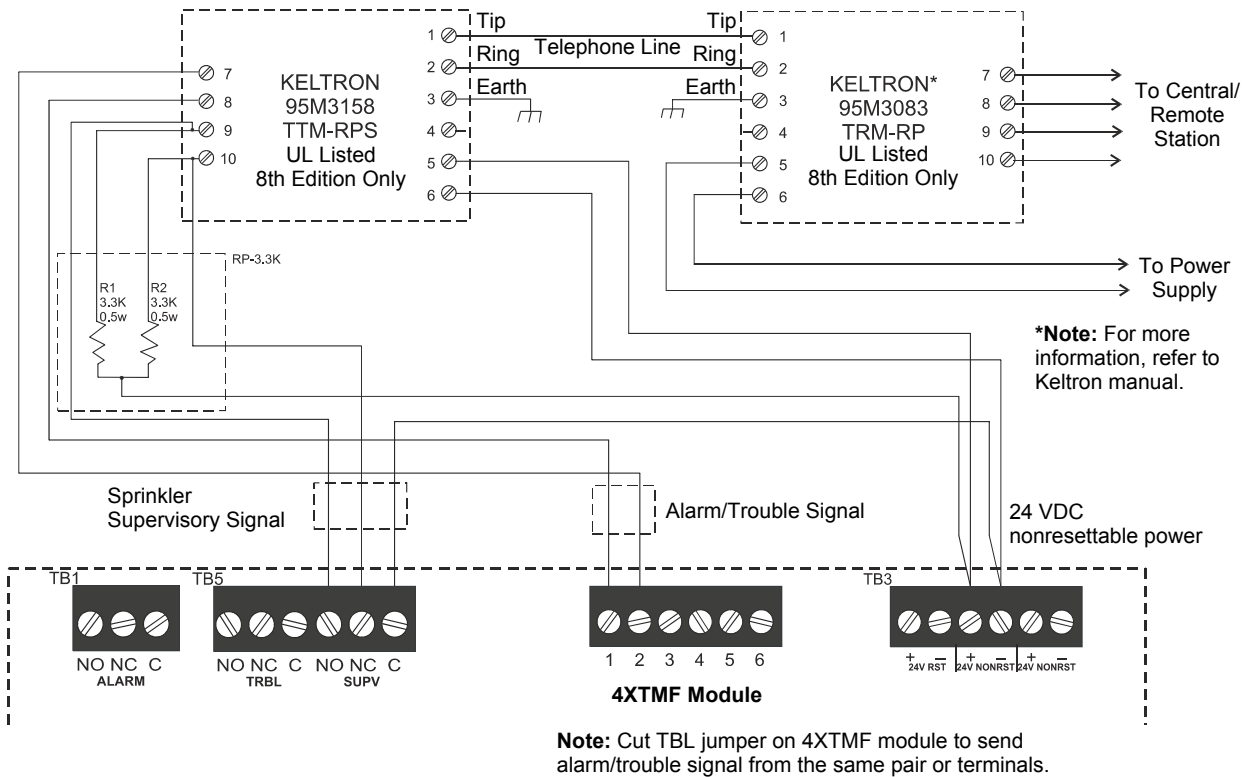 Tip
Tip
1
1
Telephone Line
Ring
Ring
2
2
7
KELTRON
95M3158
TTM-RPS
UL Listed
8th Edition Only
8
9
10
Earth
Earth
3
3
4
4
5
5
6
6
KELTRON*
95M3083
TRM-RP
UL Listed
8th Edition Only
7
8
9
10
To Central/
Remote
Station
RP-3.3K
R1
3.3K
0.5w
R2
3.3K
0.5w
To Power
Supply
*Note: For more
information, refer to
Keltron manual.
Sprinkler
Supervisory Signal
Alarm/Trouble Signal
24 VDC
nonresettable power
TB1
TB5
TB3
NO NC C
ALARM
NO NC C NO NC C
TRBL SUPV
1 2 3 4 5 6
4XTMF Module
+ – + – + –
24V RST 24V NONRST 24V NONRST
Note: Cut TBL jumper on 4XTMF module to send
alarm/trouble signal from the same pair or terminals.